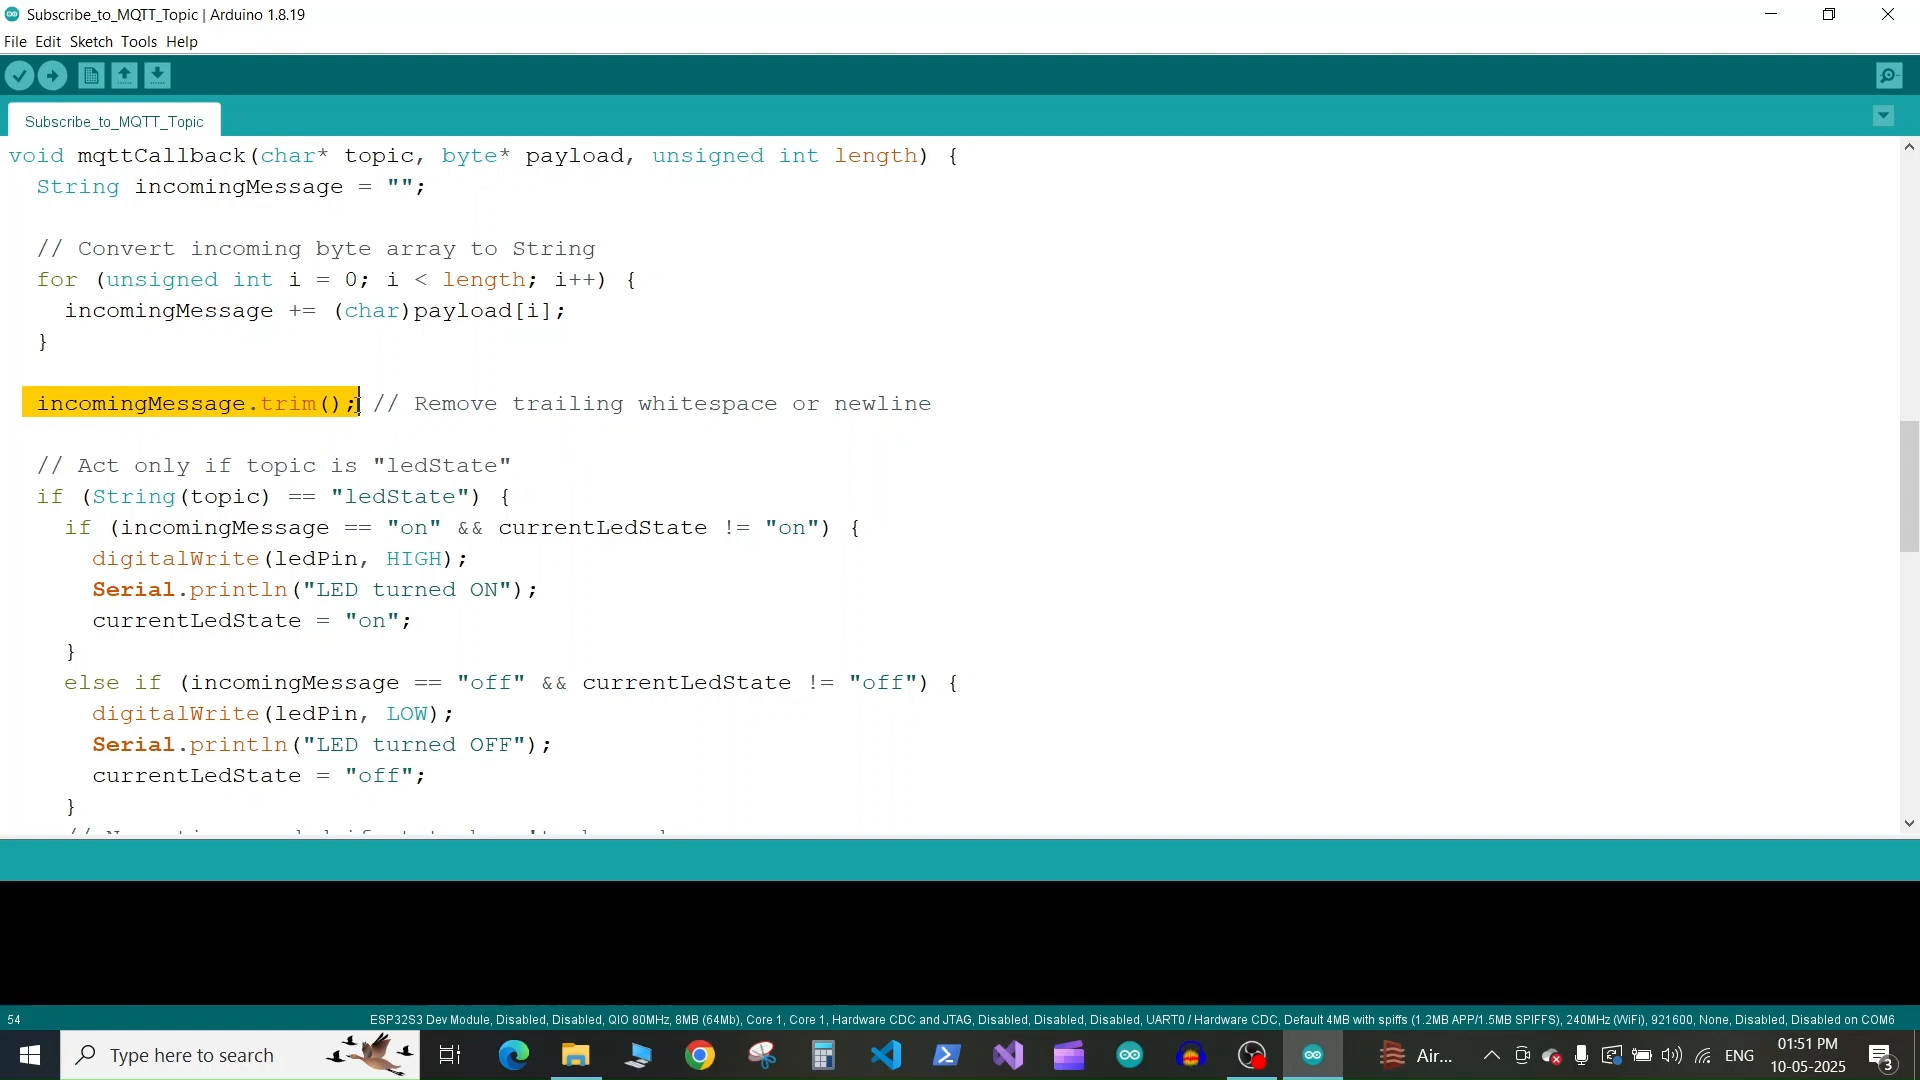 Subscribe_to_MQTT_Topic | Arduino 1.8.19
File Edit Sketch Tools Help
Subscribe_to_MQTT_Topic
void mqttCallback(char* topic, byte* payload, unsigned int length) {
String incomingMessage = "";
// Convert incoming byte array to String
for (unsigned int i = 0; i < length; i++) {
incomingMessage += (char)payload[i];
}
incomingMessage.trim(); // Remove trailing whitespace or newline
// Act only if topic is "ledState"
if (String(topic) == "ledState") {
if (incomingMessage == "on" && currentLedState != "on") {
digitalWrite(ledPin, HIGH);
Serial.println("LED turned ON");
currentLedState = "on";
}
else if (incomingMessage == "off" && currentLedState != "off") {
digitalWrite(ledPin, LOW);
Serial.println("LED turned OFF");
currentLedState = "off";
}
54
ESP32S3 Dev Module, Disabled, Disabled, QIO 80MHz, 8MB (64Mb), Core 1, Core 1, Hardware CDC and JTAG, Disabled, Disabled, Disabled, UART0 / Hardware CDC, Default 4MB with spiffs (1.2MB APP/1.5MB SPIFFS), 240MHz (WiFi), 921600, None, Disabled, Disabled on COM6
Type here to search
Air...
ENG
01:51 PM
10-05-2025
3